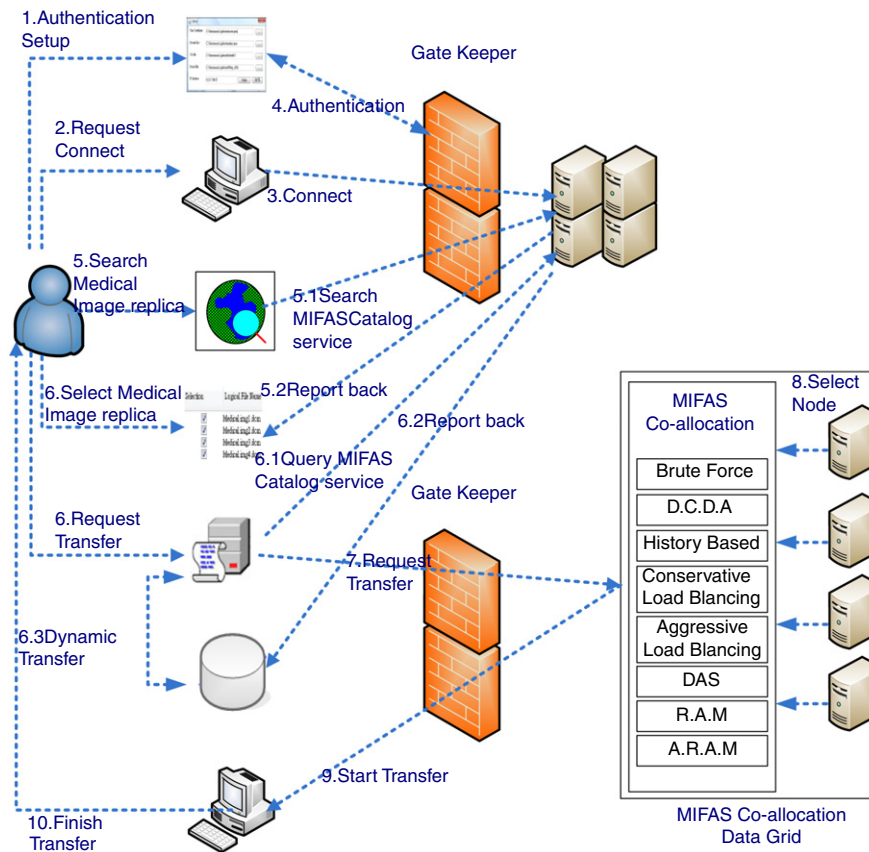 1.Authentication
Setup
Gate Keeper
4.Authentication
2.Request
Connect
3.Connect
5.Search
Medical
Image replica
5.1Search
MIFASCatalog
service
6.Select Medical
Image replica
5.2Report back
6.2Report back
Selection
Logical File Name
6.1Query MIFAS
Catalog service
Gate Keeper
6.Request
Transfer
7.Request
Transfer
6.3Dynamic
Transfer
9.Start Transfer
10.Finish
Transfer
8.Select
Node
MIFAS
Co-allocation
Brute Force
D.C.D.A
History Based
Conservative
Load Blancing
Aggressive
Load Blancing
DAS
R.A.M
A.R.A.M
MIFAS Co-allocation
Data Grid